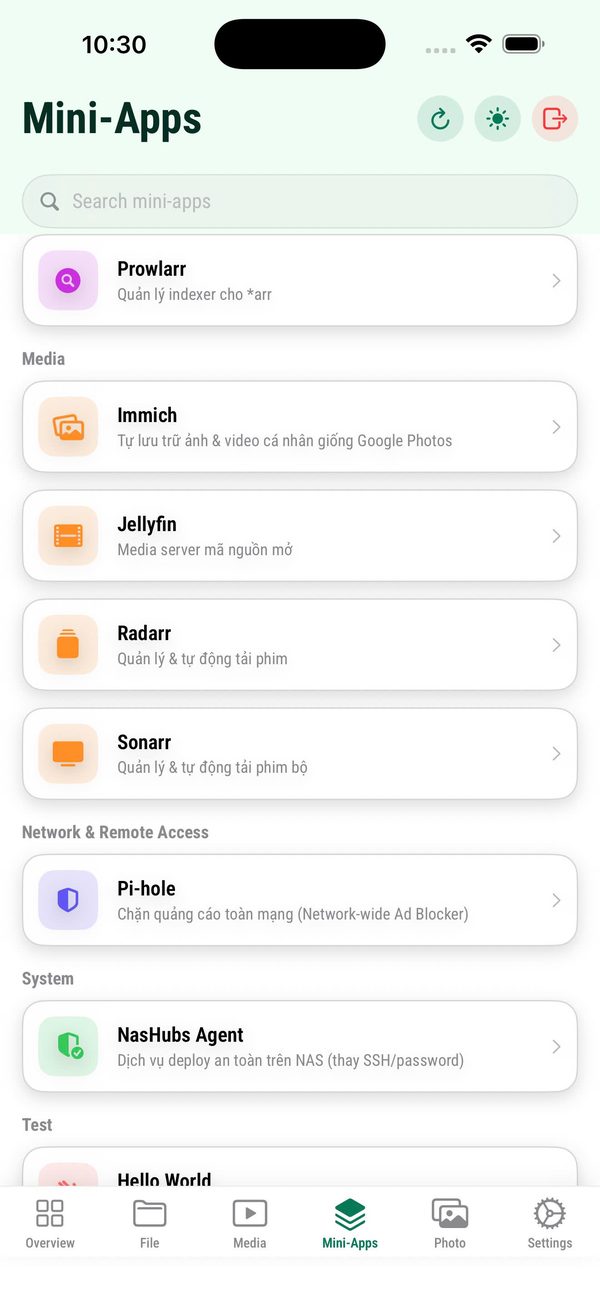 10:30
Mini-Apps
Search mini-apps
Prowlarr
Quản lý indexer cho *arr
Media
Immich
Tự lưu trữ ảnh & video cá nhân giống Google Photos
Jellyfin
Media server mã nguồn mở
Radarr
Quản lý & tự động tải phim
Sonarr
Quản lý & tự động tải phim bộ
Network & Remote Access
Pi-hole
Chặn quảng cáo toàn mạng (Network-wide Ad Blocker)
System
NasHubs Agent
Dịch vụ deploy an toàn trên NAS (thay SSH/password)
Test
Hello World
Overview
File
Media
Mini-Apps
Photo
Settings